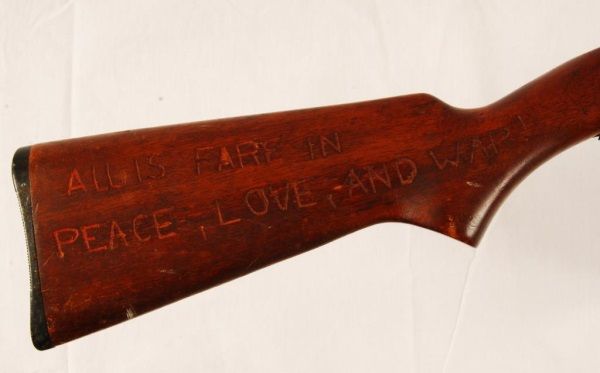 ALL IS FARE IN
PEACE, LOVE, AND WAR!